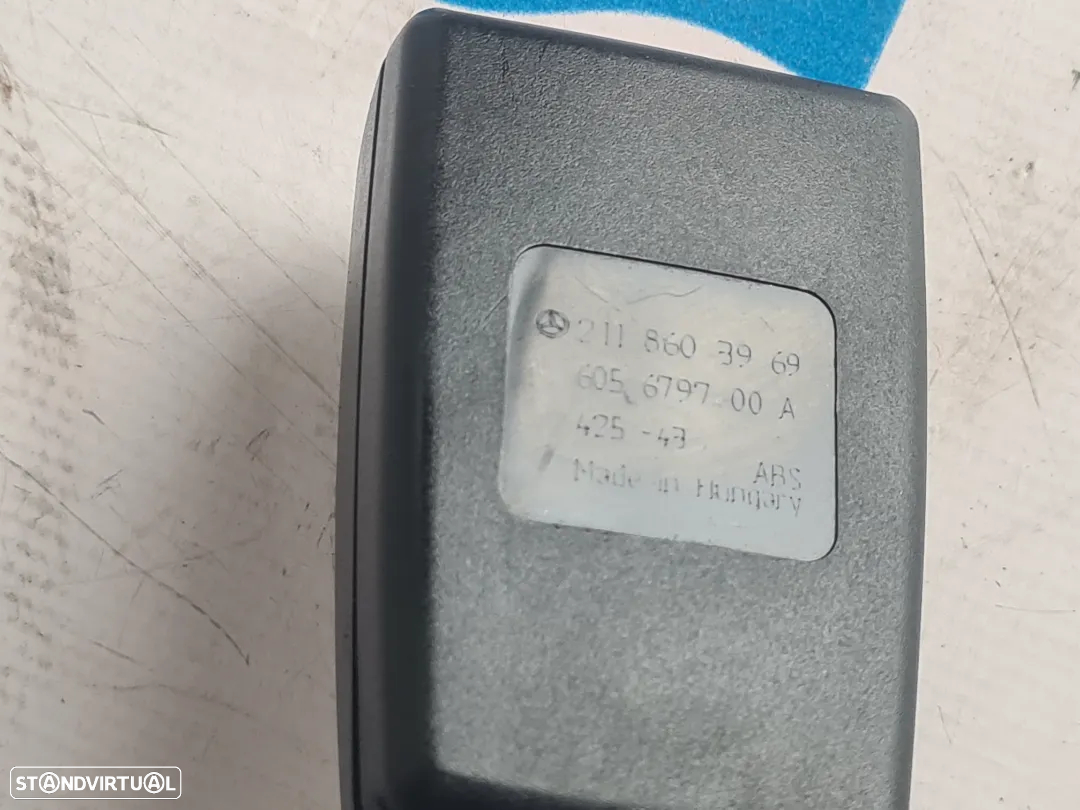 211 860 39 69
605 6797 00 A
425 - 43
ABS
Made in Hungary
STANDVIRTUAL